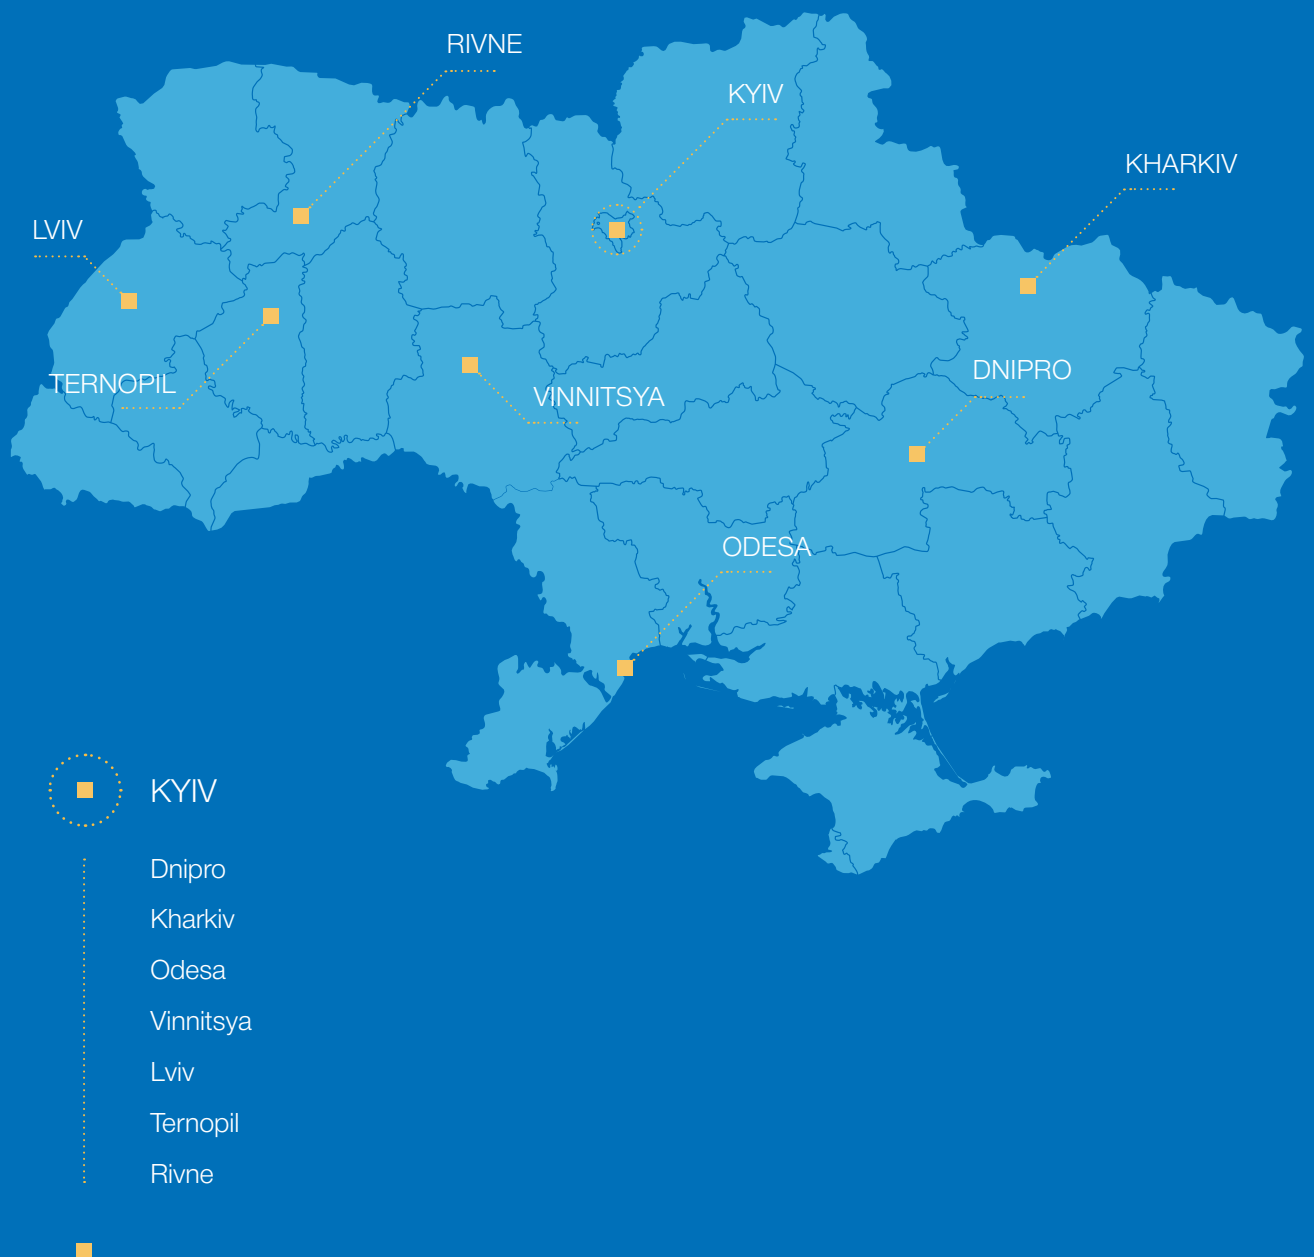 RIVNE
KYIV
KHARKIV
LVIV
DNIPRO
TERNOPIL
VINNITSYA
ODESA
KYIV
Dnipro
Kharkiv
Odesa
Vinnitsya
Lviv
Ternopil
Rivne